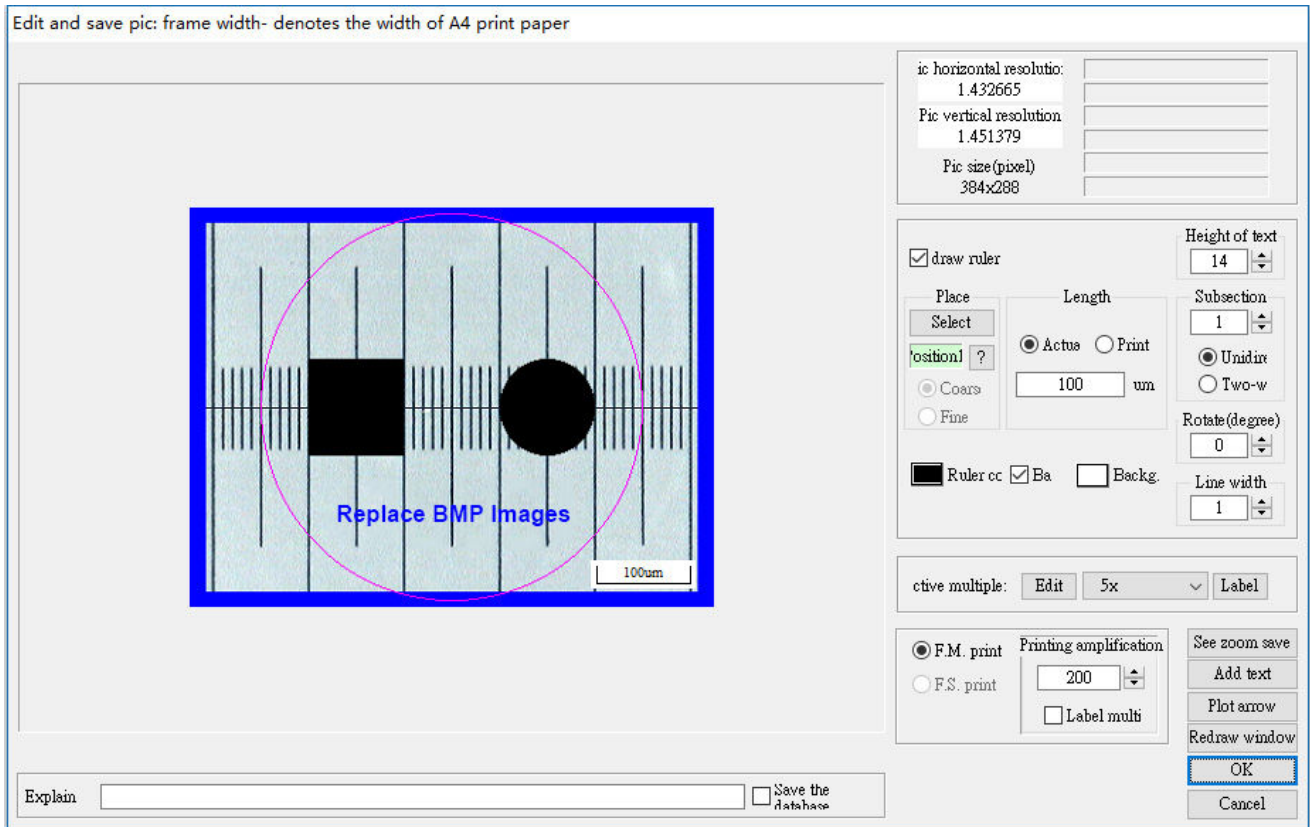 Edit and save pic: frame width- denotes the width of A4 print paper
ic horizontal resolutio:
1.432665
Pic vertical resolution
1.451379
Pic size(pixel)
384x288
draw ruler
Height of text
14
Place
Length
Subsection
Select
1
Actua
Print
Unidire
'osition1
?
100
um
Two-w
Coars
Fine
Rotate(degree)
0
Ruler cc
Ba
Backg.
Line width
1
Replace BMP Images
100um
ctive multiple:
Edit
5x
Label
F.M. print
Printing amplification
See zoom save
200
Add text
F.S. print
Label multi
Plot arrow
Redraw window
OK
Explain
Save the
database
Cancel